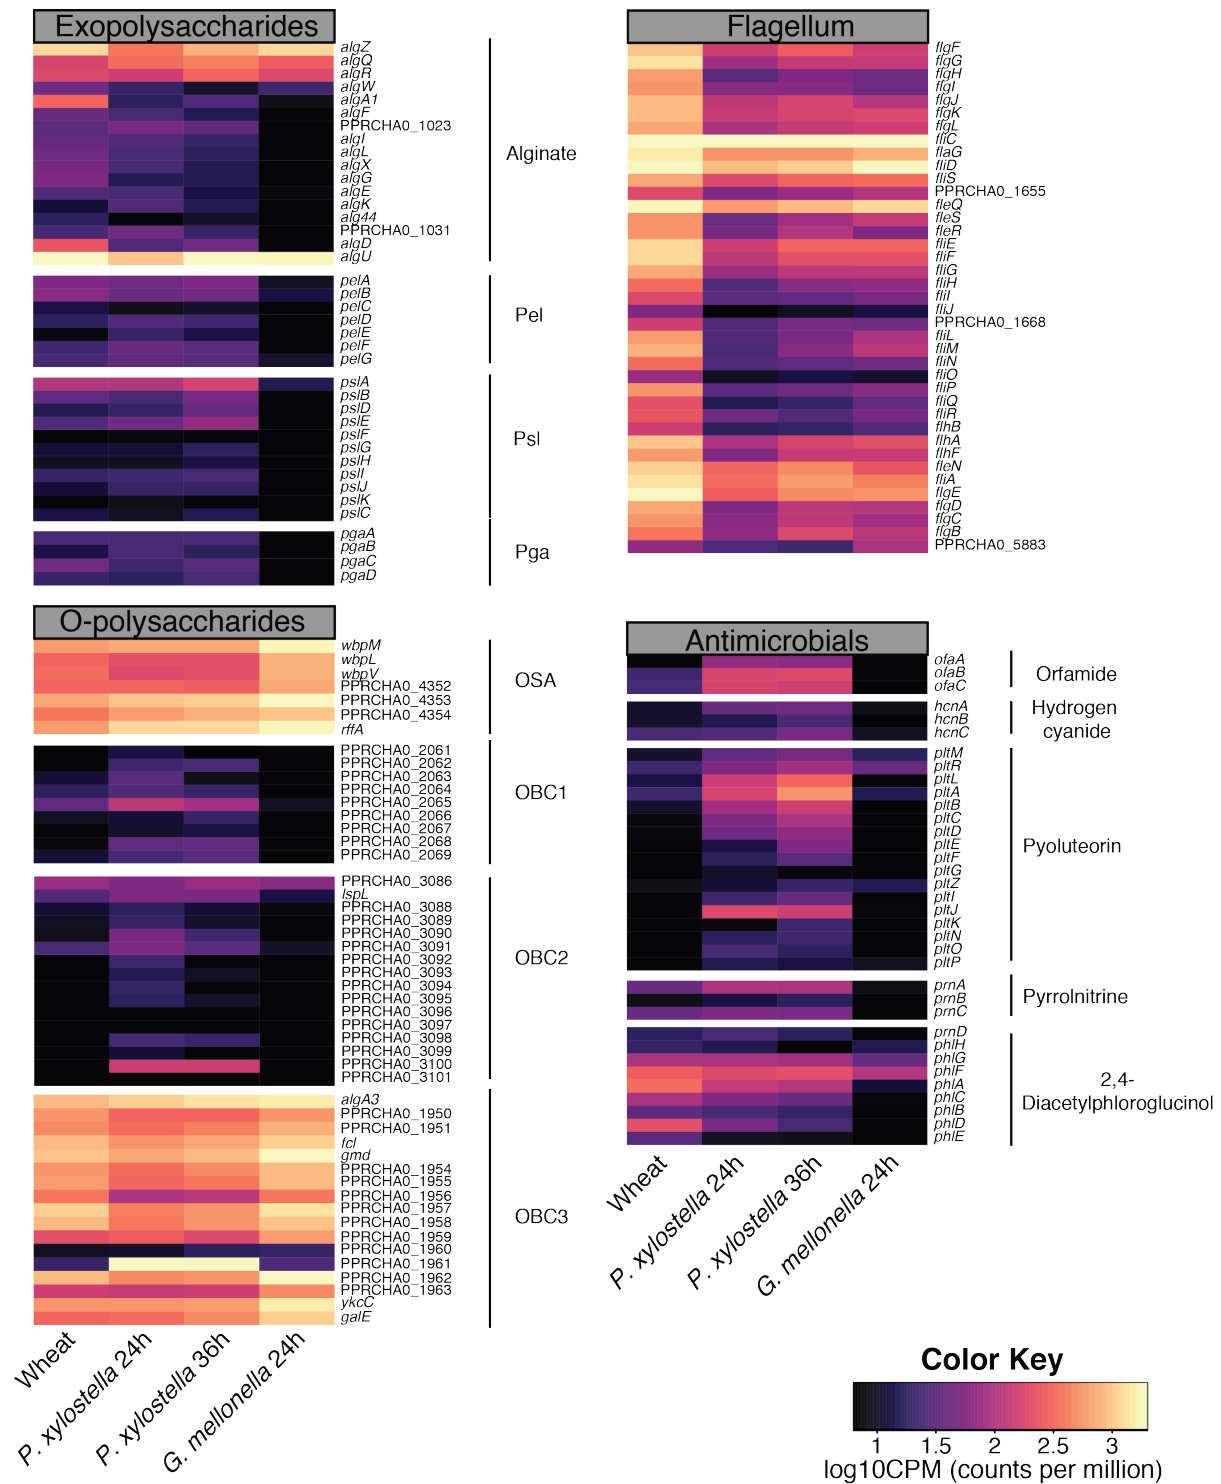 Exopolysaccharides
algZ
algQ
algR
algW
algA1
algF
PPRCHA0_1023
algI
algL
algX
algG
algE
algK
alg44
PPRCHA0_1031
algD
algU
Alginate
pelA
pelB
pelC
pelD
pelE
pelF
pelG
Pel
pslA
pslB
pslD
pslE
pslF
pslG
pslH
pslI
pslJ
pslK
pslC
Psl
pgaA
pgaB
pgaC
pgaD
Pga
O-polysaccharides
wbpM
wbpL
wbpV
PPRCHA0_4352
PPRCHA0_4353
PPRCHA0_4354
rffA
OSA
PPRCHA0_2061
PPRCHA0_2062
PPRCHA0_2063
PPRCHA0_2064
PPRCHA0_2065
PPRCHA0_2066
PPRCHA0_2067
PPRCHA0_2068
PPRCHA0_2069
OBC1
PPRCHA0_3086
lspL
PPRCHA0_3088
PPRCHA0_3089
PPRCHA0_3090
PPRCHA0_3091
PPRCHA0_3092
PPRCHA0_3093
PPRCHA0_3094
PPRCHA0_3095
PPRCHA0_3096
PPRCHA0_3097
PPRCHA0_3098
PPRCHA0_3099
PPRCHA0_3100
PPRCHA0_3101
OBC2
algA3
PPRCHA0_1950
PPRCHA0_1951
fcl
gmd
PPRCHA0_1954
PPRCHA0_1955
PPRCHA0_1956
PPRCHA0_1957
PPRCHA0_1958
PPRCHA0_1959
PPRCHA0_1960
PPRCHA0_1961
PPRCHA0_1962
PPRCHA0_1963
ykcC
galE
OBC3
Wheat
P. xylostella 24h
P. xylostella 36h
G. mellonella 24h
Flagellum
flgF
flgG
flgH
flgI
flgJ
flgK
flgL
fliC
flaG
fliD
fliS
PPRCHA0_1655
fleQ
fleS
fleR
fliE
fliF
fliG
fliH
fliI
fliJ
PPRCHA0_1668
fliL
fliM
fliN
fliO
fliP
fliQ
fliR
flhB
flhA
flhF
fleN
fliA
flgE
flgD
flgC
flgB
PPRCHA0_5883
Antimicrobials
ofaA
ofaB
ofaC
Orfamide
hcnA
hcnB
hcnC
Hydrogen
cyanide
pltM
pltR
pltL
pltA
pltB
pltC
pltD
pltE
pltF
pltG
pltZ
pltI
pltJ
pltK
pltN
pltO
pltP
Pyoluteorin
prnA
prnB
prnC
Pyrrolnitrine
prnD
phlH
phlG
phlF
phlA
phlC
phlB
phlD
phlE
2,4-
Diacetylphloroglucinol
Wheat
P. xylostella 24h
P. xylostella 36h
G. mellonella 24h
Color Key
1 1.5 2 2.5 3
log10CPM (counts per million)